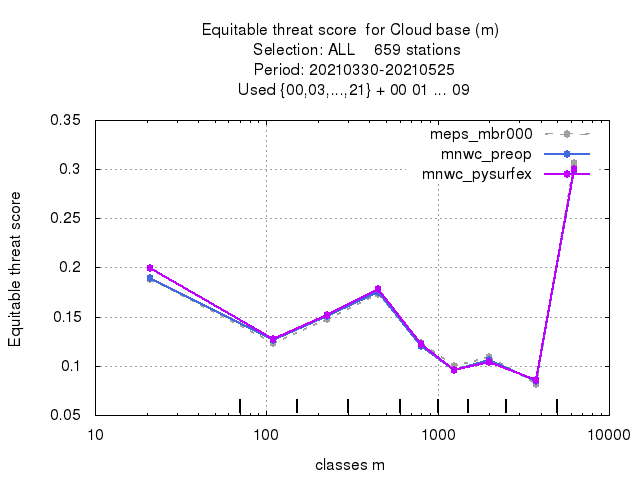 Equitable threat score  for Cloud base (m)
Selection: ALL    659 stations
Period: 20210330-20210525
Used {00,03,...,21} + 00 01 ... 09
meps_mbr000
mnwc_preop
mnwc_pysurfex
Equitable threat score
0.35
0.3
0.25
0.2
0.15
0.1
0.05
10
100
1000
10000
classes m